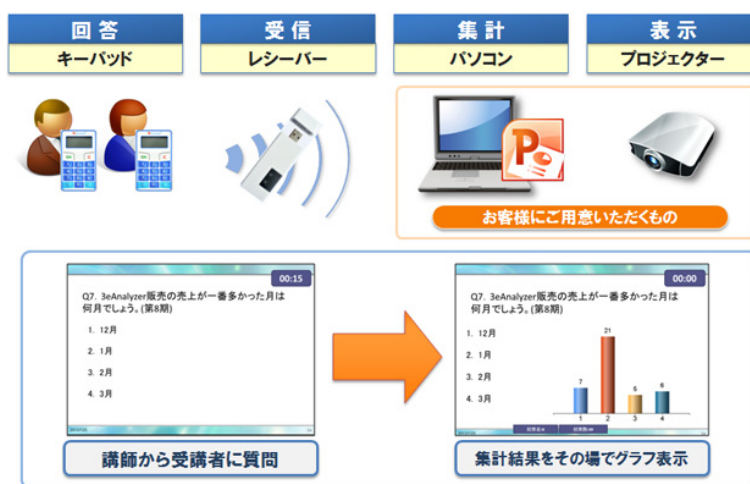 回答
キーパッド
受信
レシーバー
集計
パソコン
表示
プロジェクター
P
お客様にご用意いただくもの
00:15
Q7. 3eAnalyzer販売の売上が一番多かった月は
何月でしょう。(第8期)
1. 12月
2. 1月
3. 2月
4. 3月
講師から受講者に質問
00:00
Q7. 3eAnalyzer販売の売上が一番多かった月は
何月でしょう。(第8期)
1. 12月
2. 1月
3. 2月
4. 3月
7
21
5
6
1 2 3 4
集計結果をその場でグラフ表示